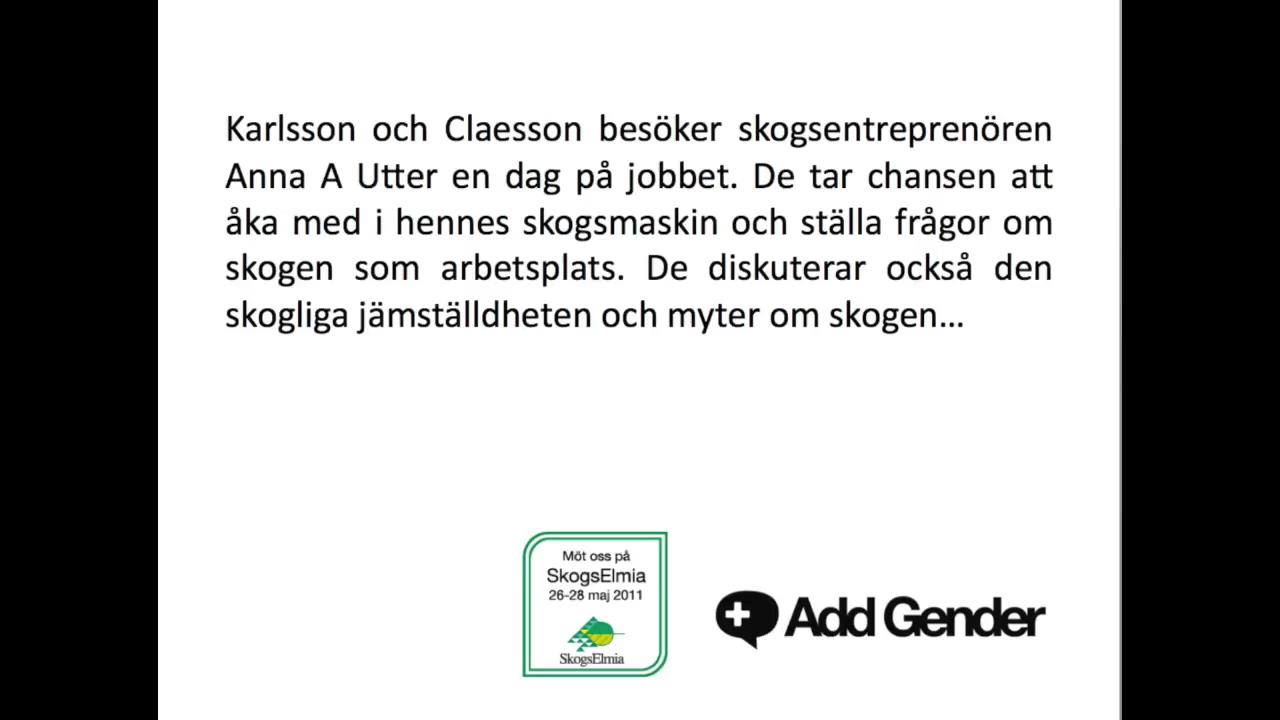 Karlsson och Claesson besöker skogsentreprenören
Anna A Utter en dag på jobbet. De tar chansen att
åka med i hennes skogsmaskin och ställa frågor om
skogen som arbetsplats. De diskuterar också den
skogliga jämställdheten och myter om skogen…
Möt oss på
SkogsElmia
26-28 maj 2011
SkogsElmia
Add Gender